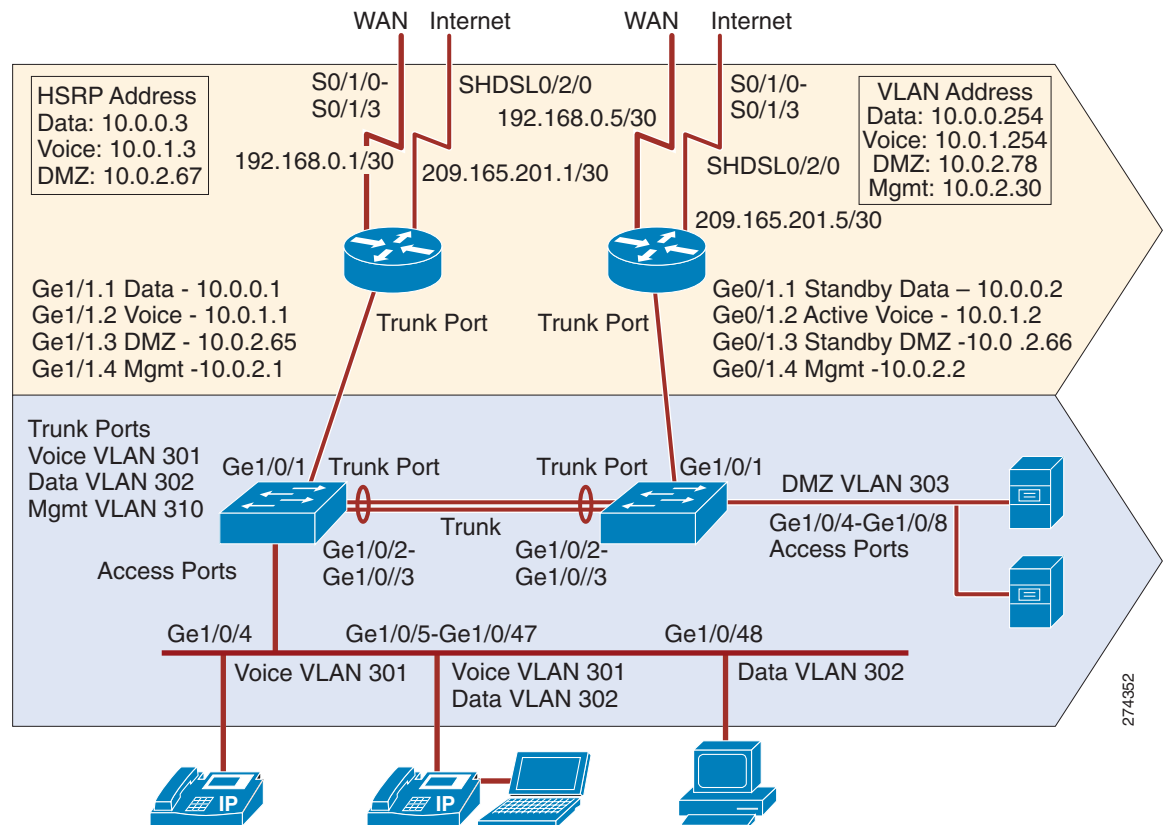 WAN Internet
WAN Internet
HSRP Address
Data: 10.0.0.3
Voice: 10.0.1.3
DMZ: 10.0.2.67
S0/1/0-
S0/1/3
SHDSL0/2/0
192.168.0.1/30
209.165.201.1/30
192.168.0.5/30
S0/1/0-
S0/1/3
SHDSL0/2/0
209.165.201.5/30
VLAN Address
Data: 10.0.0.254
Voice: 10.0.1.254
DMZ: 10.0.2.78
Mgmt: 10.0.2.30
Ge1/1.1 Data - 10.0.0.1
Ge1/1.2 Voice - 10.0.1.1
Ge1/1.3 DMZ - 10.0.2.65
Ge1/1.4 Mgmt -10.0.2.1
Trunk Port
Trunk Port
Ge0/1.1 Standby Data – 10.0.0.2
Ge0/1.2 Active Voice - 10.0.1.2
Ge0/1.3 Standby DMZ -10.0 .2.66
Ge0/1.4 Mgmt -10.0.2.2
Trunk Ports
Voice VLAN 301
Data VLAN 302
Mgmt VLAN 310
Ge1/0/1
Trunk Port
Trunk Port
Ge1/0/1
Trunk
Ge1/0/2-
Ge1/0//3
Ge1/0/2-
Ge1/0//3
DMZ VLAN 303
Ge1/0/4-Ge1/0/8
Access Ports
Access Ports
Ge1/0/4
Ge1/0/5-Ge1/0/47
Ge1/0/48
Voice VLAN 301
Voice VLAN 301
Data VLAN 302
Data VLAN 302
IP
IP
274352